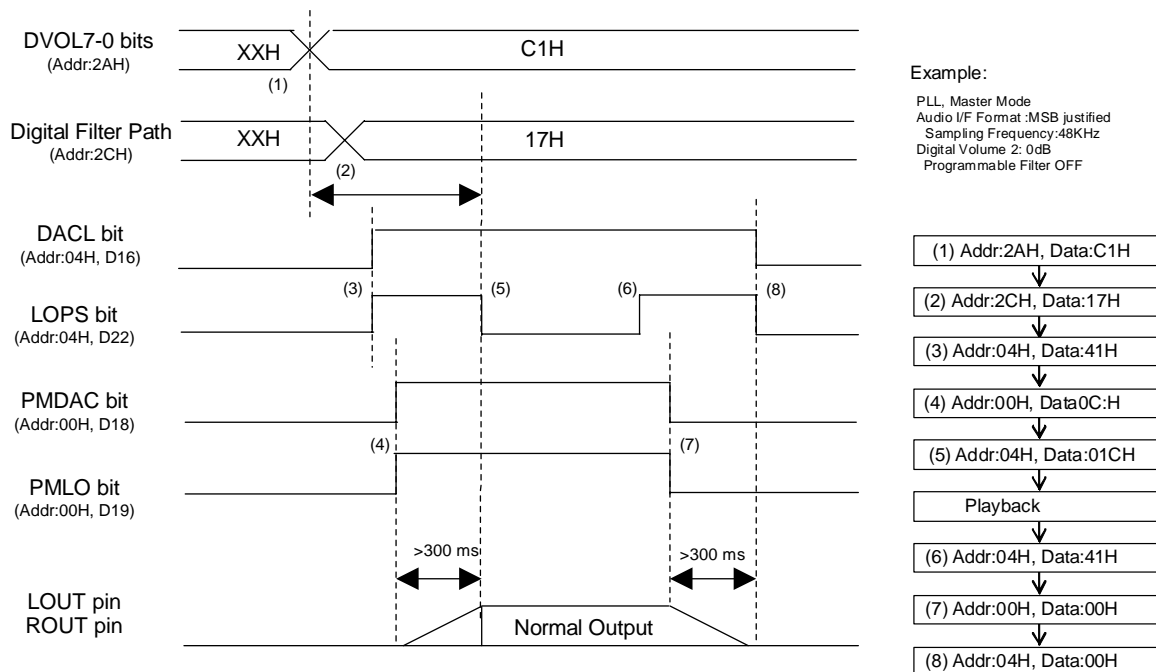 DVOL7-0 bits
(Addr:2AH)
XXH
C1H
(1)
Digital Filter Path
(Addr:2CH)
XXH
17H
(2)
DACL bit
(Addr:04H, D16)
(3)
(5)
(6)
(8)
LOPS bit
(Addr:04H, D22)
PMDAC bit
(Addr:00H, D18)
(4)
(7)
PMLO bit
(Addr:00H, D19)
>300 ms
>300 ms
LOUT pin
ROUT pin
Normal Output
Example:
PLL, Master Mode
Audio I/F Format :MSB justified
Sampling Frequency:48KHz
Digital Volume 2: 0dB
Programmable Filter OFF
(1) Addr:2AH, Data:C1H
(2) Addr:2CH, Data:17H
(3) Addr:04H, Data:41H
(4) Addr:00H, Data0C:H
(5) Addr:04H, Data:01CH
Playback
(6) Addr:04H, Data:41H
(7) Addr:00H, Data:00H
(8) Addr:04H, Data:00H